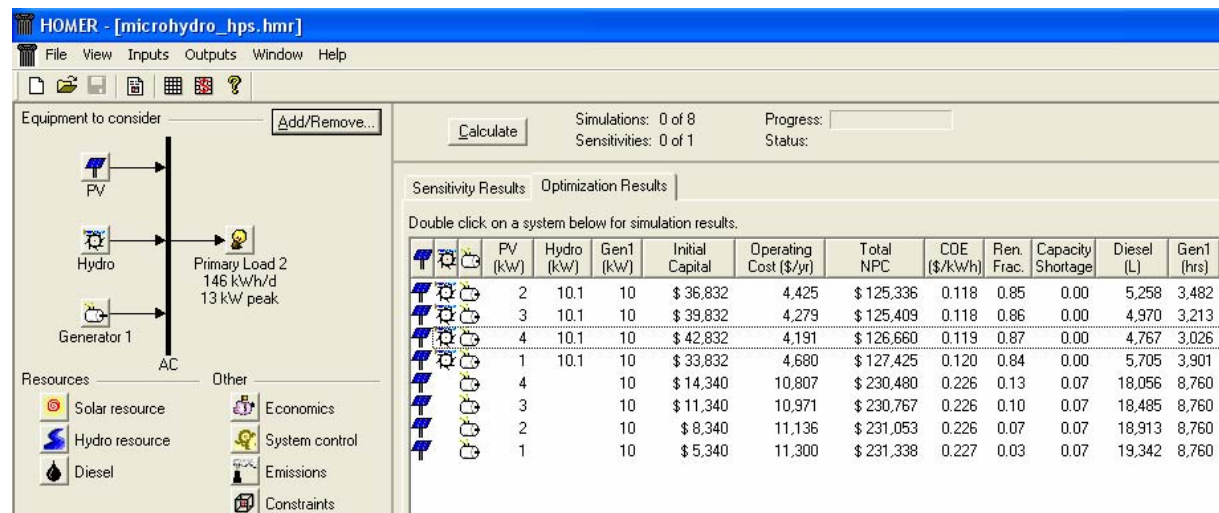 HOMER - [microhydro_hps.hmr]
File View Inputs Outputs Window Help
Equipment to consider
Add/Remove...
PV
Hydro
Generator 1
AC
Primary Load 2
146 kWh/d
13 kW peak
Resources
Other
Solar resource
Economics
Hydro resource
System control
Diesel
Emissions
Constraints
Calculate
Simulations: 0 of 8
Progress:
Sensitivities: 0 of 1
Status:
Sensitivity Results
Optimization Results
Double click on a system below for simulation results.
PV (kW) Hydro (kW) Gen1 (kW) Initial Capital Operating Cost ($/yr) Total NPC COE ($/kWh) Ren. Frac. Capacity Shortage Diesel (L) Gen1 (hrs)
2 10.1 10 $ 36,832 4,425 $ 125,336 0.118 0.85 0.00 5,258 3,482
3 10.1 10 $ 39,832 4,279 $ 125,409 0.118 0.86 0.00 4,970 3,213
4 10.1 10 $ 42,832 4,191 $ 126,660 0.119 0.87 0.00 4,767 3,026
1 10.1 10 $ 33,832 4,680 $ 127,425 0.120 0.84 0.00 5,705 3,901
4 10 $ 14,340 10,807 $ 230,480 0.226 0.13 0.07 18,056 8,760
3 10 $ 11,340 10,971 $ 230,767 0.226 0.10 0.07 18,485 8,760
2 10 $ 8,340 11,136 $ 231,053 0.226 0.07 0.07 18,913 8,760
1 10 $ 5,340 11,300 $ 231,338 0.227 0.03 0.07 19,342 8,760